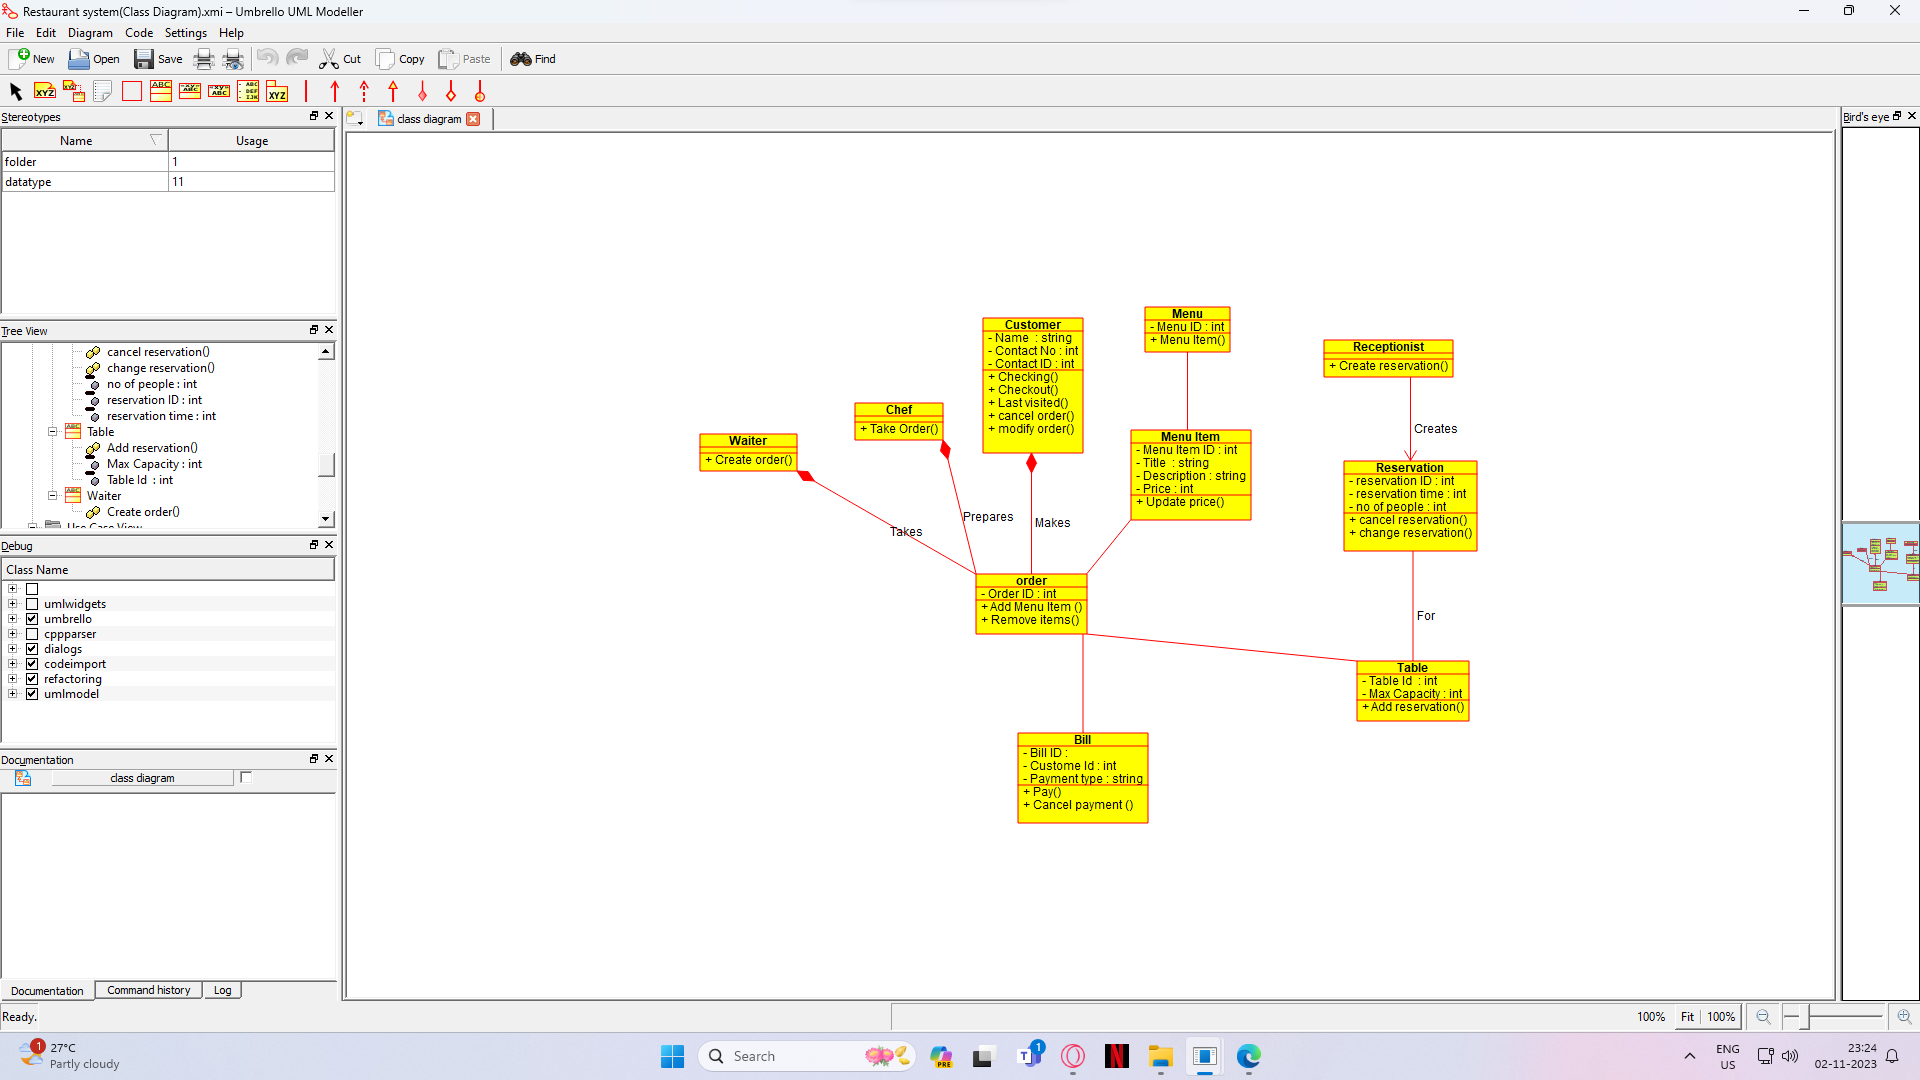 Restaurant system(Class Diagram).xmi – Umbrello UML Modeller
File Edit Diagram Code Settings Help
New Open Save Cut Copy Paste Find
Stereotypes
Name Usage
folder 1
datatype 11
Tree View
cancel reservation()
change reservation()
no of people : int
reservation ID : int
reservation time : int
Table
Add reservation()
Max Capacity : int
Table Id : int
Waiter
Create order()
Use Case View
Debug
Class Name
umlwidgets
umbrello
cppparser
dialogs
codeimport
refactoring
umlmodel
Documentation
class diagram
Documentation Command history Log
Ready.
class diagram
Bird's eye
Waiter
+ Create order()
Chef
+ Take Order()
Customer
- Name : string
- Contact No : int
- Contact ID : int
+ Checking()
+ Checkout()
+ Last visited()
+ cancel order()
+ modify order()
Menu
- Menu ID : int
+ Menu Item()
Menu Item
- Menu Item ID : int
- Title : string
- Description : string
- Price : int
+ Update price()
Receptionist
+ Create reservation()
Creates
Reservation
- reservation ID : int
- reservation time : int
- no of people : int
+ cancel reservation()
+ change reservation()
Takes
Prepares
Makes
For
order
- Order ID : int
+ Add Menu Item ()
+ Remove items()
Table
- Table Id : int
- Max Capacity : int
+ Add reservation()
Bill
- Bill ID :
- Custome Id : int
- Payment type : string
+ Pay()
+ Cancel payment ()
100% Fit 100%
1
27°C
Partly cloudy
Search
PRE
1
N
ENG
US
23:24
02-11-2023